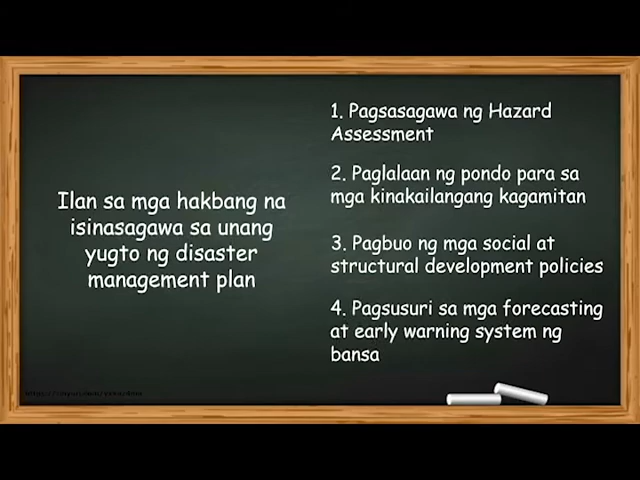 Ilan sa mga hakbang na
isinasagawa sa unang
yugto ng disaster
management plan
1. Pagsasagawa ng Hazard
Assessment
2. Paglalaan ng pondo para sa
mga kinakailangang kagamitan
3. Pagbuo ng mga social at
structural development policies
4. Pagsusuri sa mga forecasting
at early warning system ng
bansa